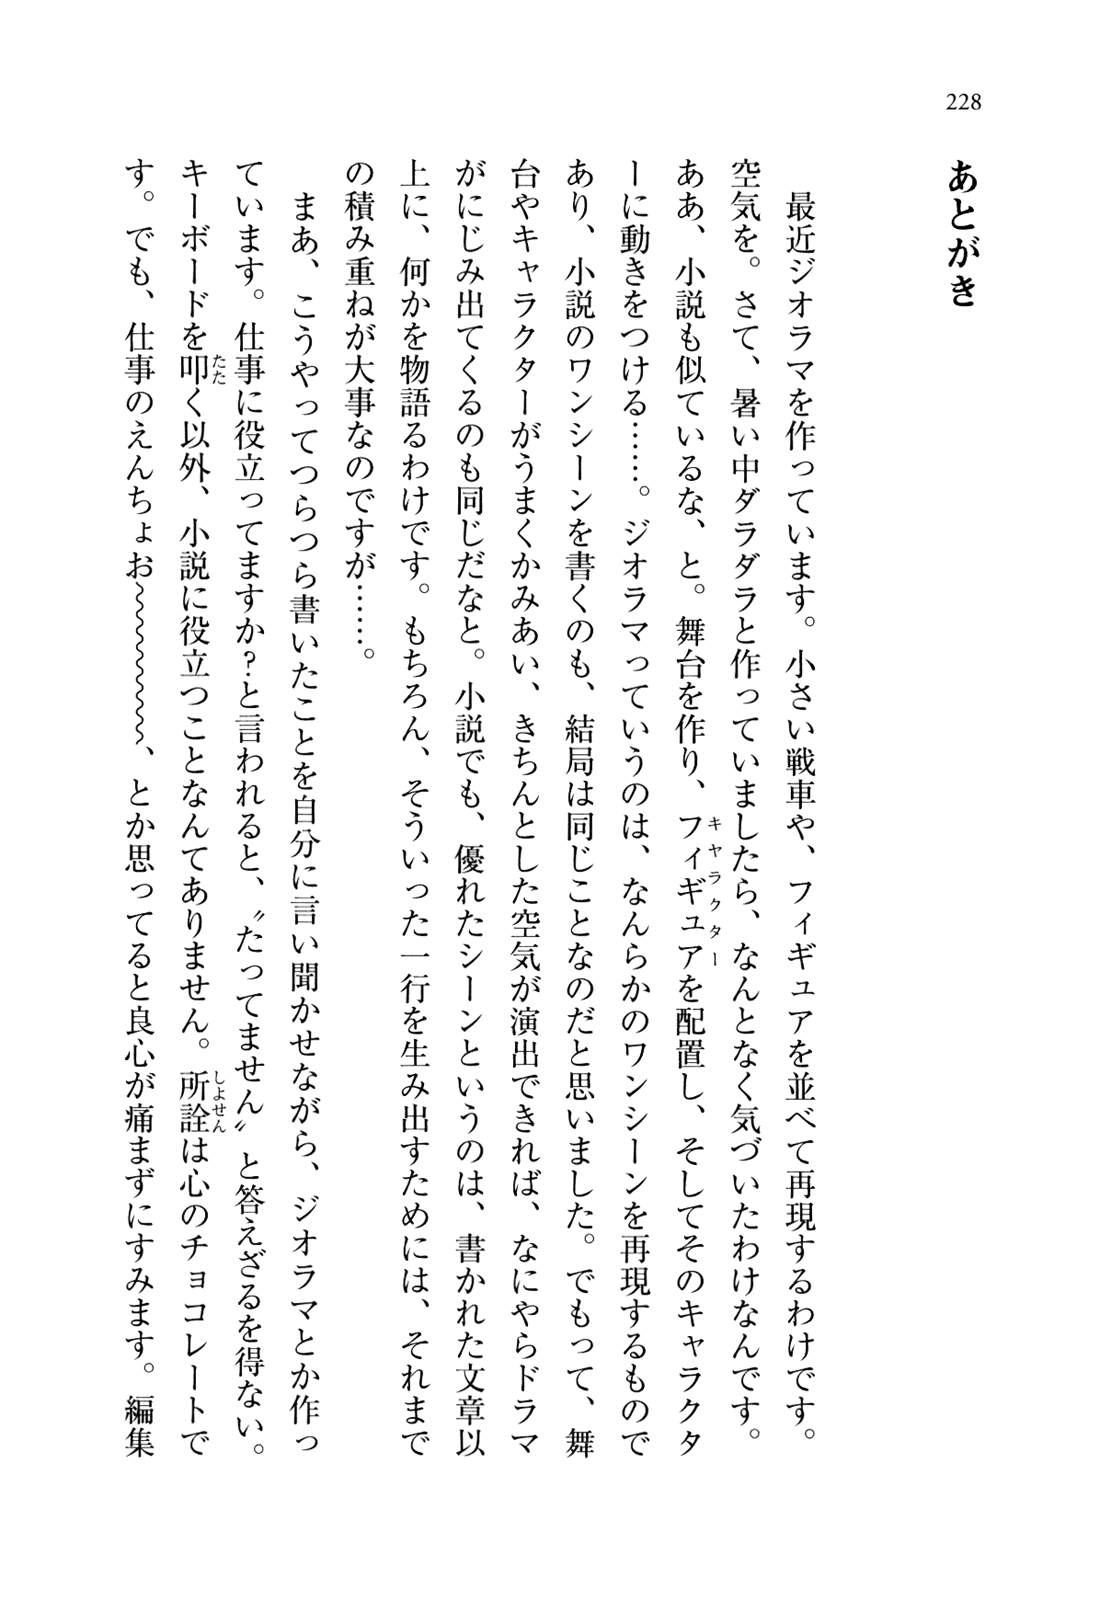 228
あとがき
最近ジオラマを作っています。小さい戦車や、フィギュアを並べて再現するわけです。
空気を。さて、暑い中ダラダラと作っていましたら、なんとなく気づいたわけなんです。
ああ、小説も似ているな、と。舞台を作り、フィギュアを配置し、そしてそのキャラクタ
キャラクター
ーに動きをつける……。ジオラマっていうのは、なんらかのワンシーンを再現するもので
あり、小説のワンシーンを書くのも、結局は同じことなのだと思いました。でもって、舞
台やキャラクターがうまくかみあい、きちんとした空気が演出できれば、なにやらドラマ
がにじみ出てくるのも同じだなと。小説でも、優れたシーンというのは、書かれた文章以
上に、何かを物語るわけです。もちろん、そういった一行を生み出すためには、それまで
の積み重ねが大事なのですが……。
まあ、こうやってつらつら書いたことを自分に言い聞かせながら、ジオラマとか作っ
ています。仕事に役立ってますか？と言われると、〝たってません〟と答えざるを得ない。
キーボードを叩く以外、小説に役立つことなんてありません。所詮は心のチョコレートで
たた
しよせん
す。でも、仕事のえんちょお〜〜〜〜〜〜〜、とか思ってると良心が痛まずにすみます。編集